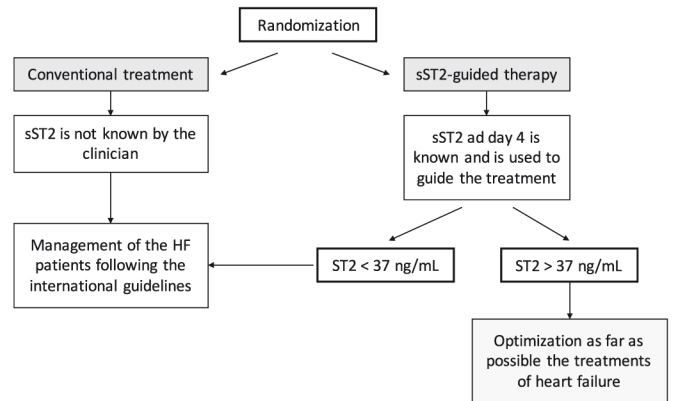 Randomization
Conventional treatment
sST2-guided therapy
sST2 is not known by the
clinician
sST2 ad day 4 is
known and is used to
guide the treatment
Management of the HF
patients following the
international guidelines
ST2 < 37 ng/mL
ST2 > 37 ng/mL
Optimization as far as
possible the treatments
of heart failure